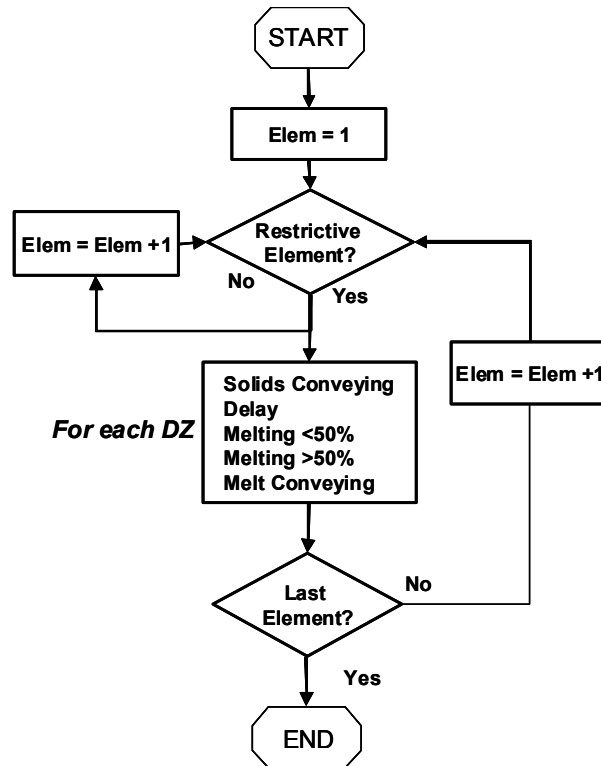 START
Elem = 1
Restrictive
Element?
Elem = Elem +1
No
Yes
Elem = Elem +1
For each DZ
Solids Conveying
Delay
Melting <50%
Melting >50%
Melt Conveying
Last
Element?
No
Yes
END